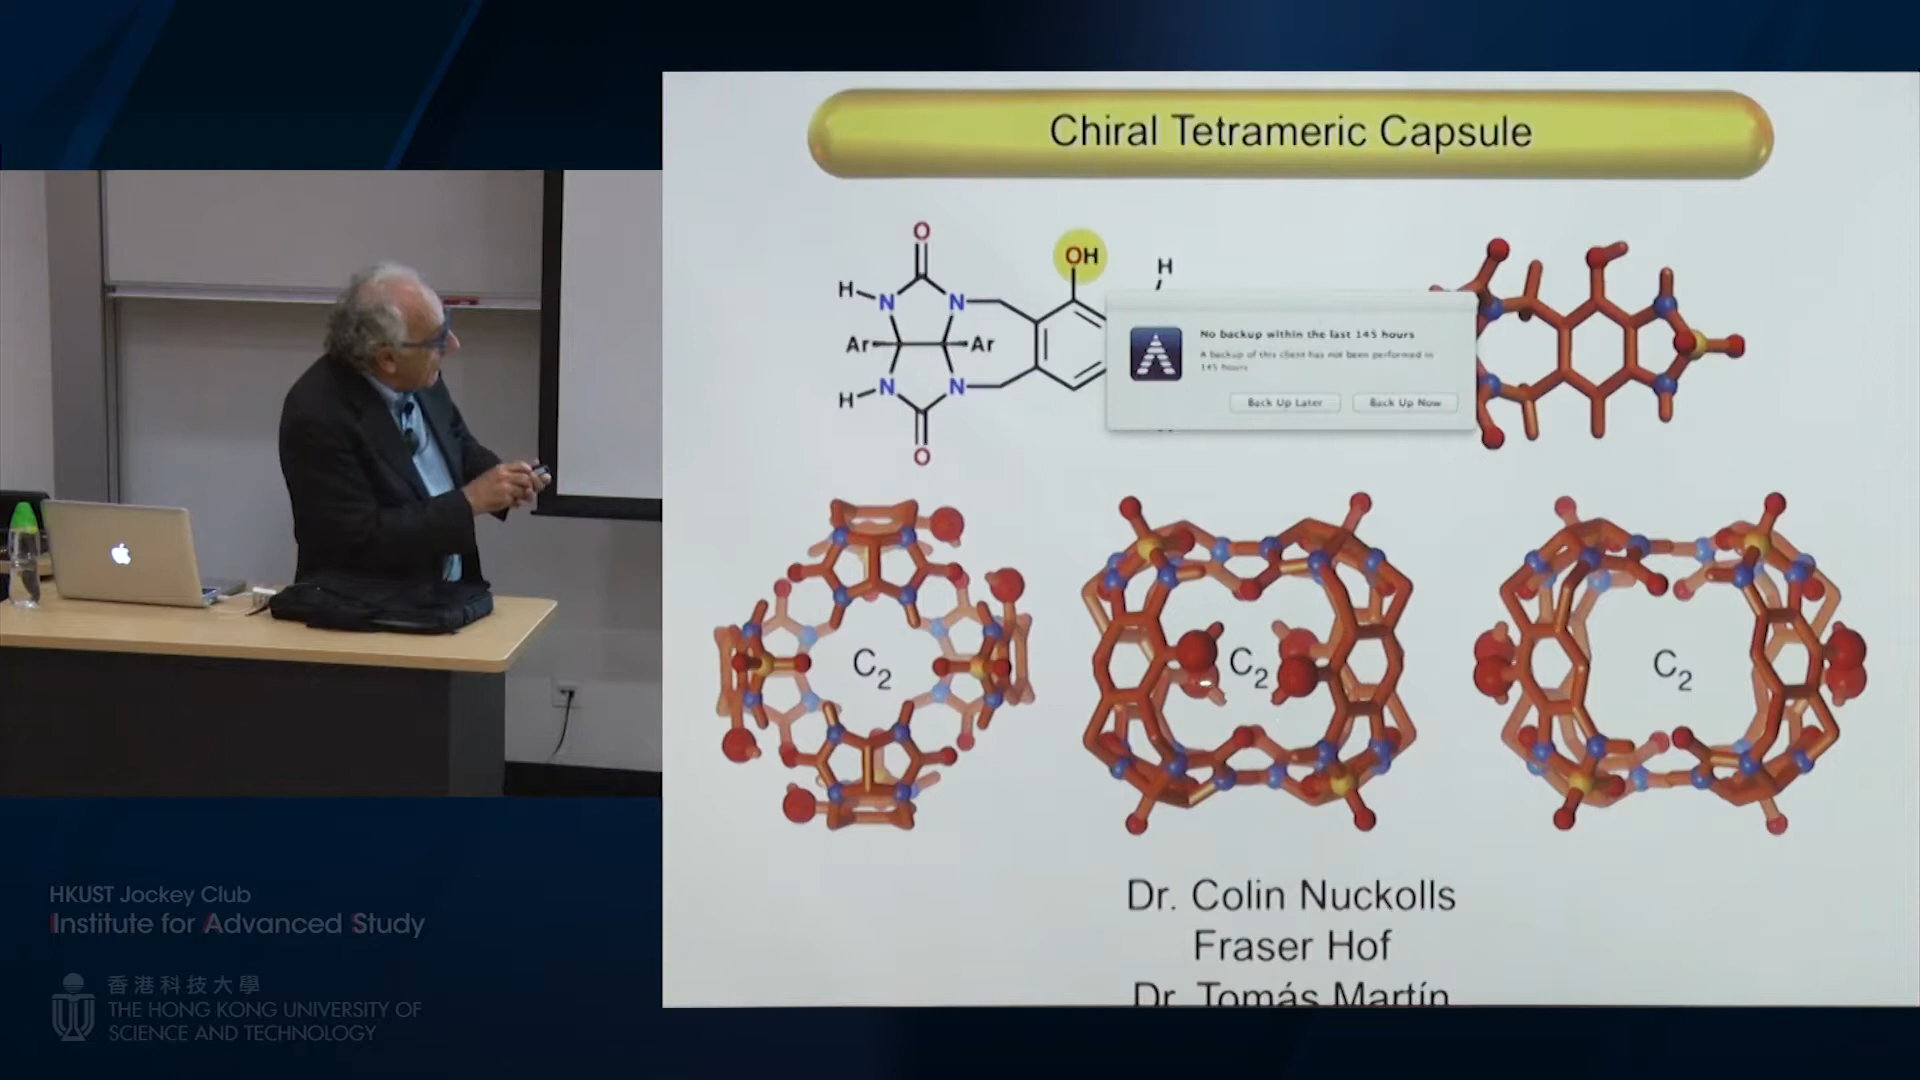 Chiral Tetrameric Capsule
O
OH
H
H
N
N
Ar
Ar
H
N
N
O
No backup within the last 145 hours
A backup of this client has not been performed in
145 hours
Back Up Later
Back Up Now
C2
C2
C2
Dr. Colin Nuckolls
Fraser Hof
Dr. Tomás Martín
HKUST Jockey Club
Institute for Advanced Study
香港科技大學
THE HONG KONG UNIVERSITY OF
SCIENCE AND TECHNOLOGY